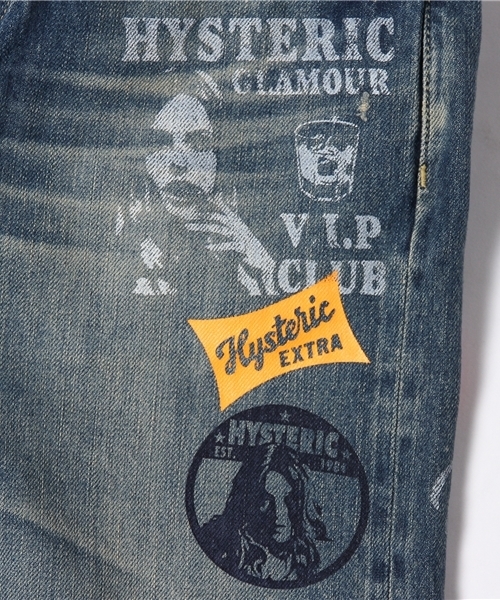 HYSTERIC
GLAMOUR
V.I.P
CLUB
Hysteric
EXTRA
HYSTERIC
EST. 1984